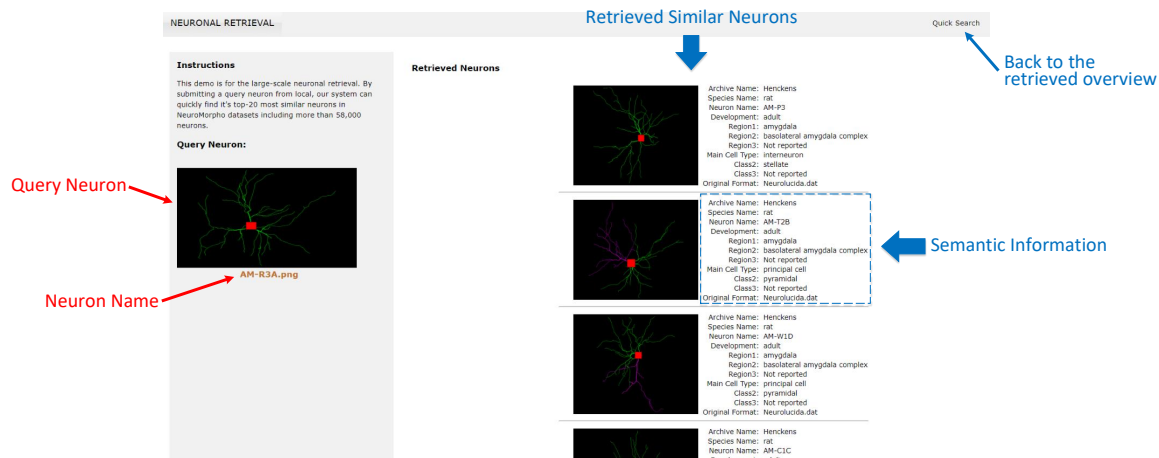 NEURONAL RETRIEVAL
Retrieved Similar Neurons
Quick Search
Back to the
retrieved overview
Instructions
This demo is for the large-scale neuronal retrieval. By
submitting a query neuron from local, our system can
quickly find it's top-20 most similar neurons in
NeuroMorpho datasets including more than 58,000
neurons.
Query Neuron:
Query Neuron
AM-R3A.png
Neuron Name
Retrieved Neurons
Archive Name: Henckens
Species Name: rat
Neuron Name: AM-P3
Development: adult
Region1: amygdala
Region2: basolateral amygdala complex
Region3: Not reported
Main Cell Type: interneuron
Class2: stellate
Class3: Not reported
Original Format: Neurolucida.dat
Archive Name: Henckens
Species Name: rat
Neuron Name: AM-T2B
Development: adult
Region1: amygdala
Region2: basolateral amygdala complex
Region3: Not reported
Main Cell Type: principal cell
Class2: pyramidal
Class3: Not reported
Original Format: Neurolucida.dat
Semantic Information
Archive Name: Henckens
Species Name: rat
Neuron Name: AM-W1D
Development: adult
Region1: amygdala
Region2: basolateral amygdala complex
Region3: Not reported
Main Cell Type: principal cell
Class2: pyramidal
Class3: Not reported
Original Format: Neurolucida.dat
Archive Name: Henckens
Species Name: rat
Neuron Name: AM-C1C